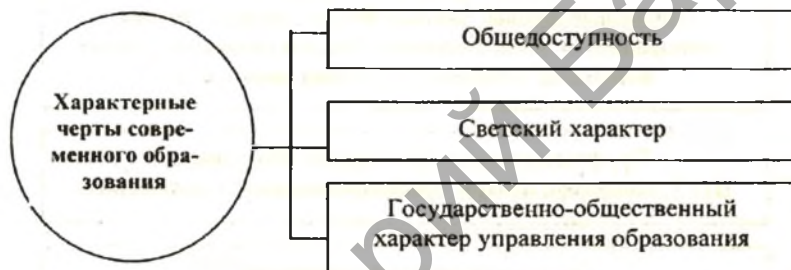 Характерные
черты совре-
менного обра-
зования
Общедоступность
Светский характер
Государственно-общественный
характер управления образования